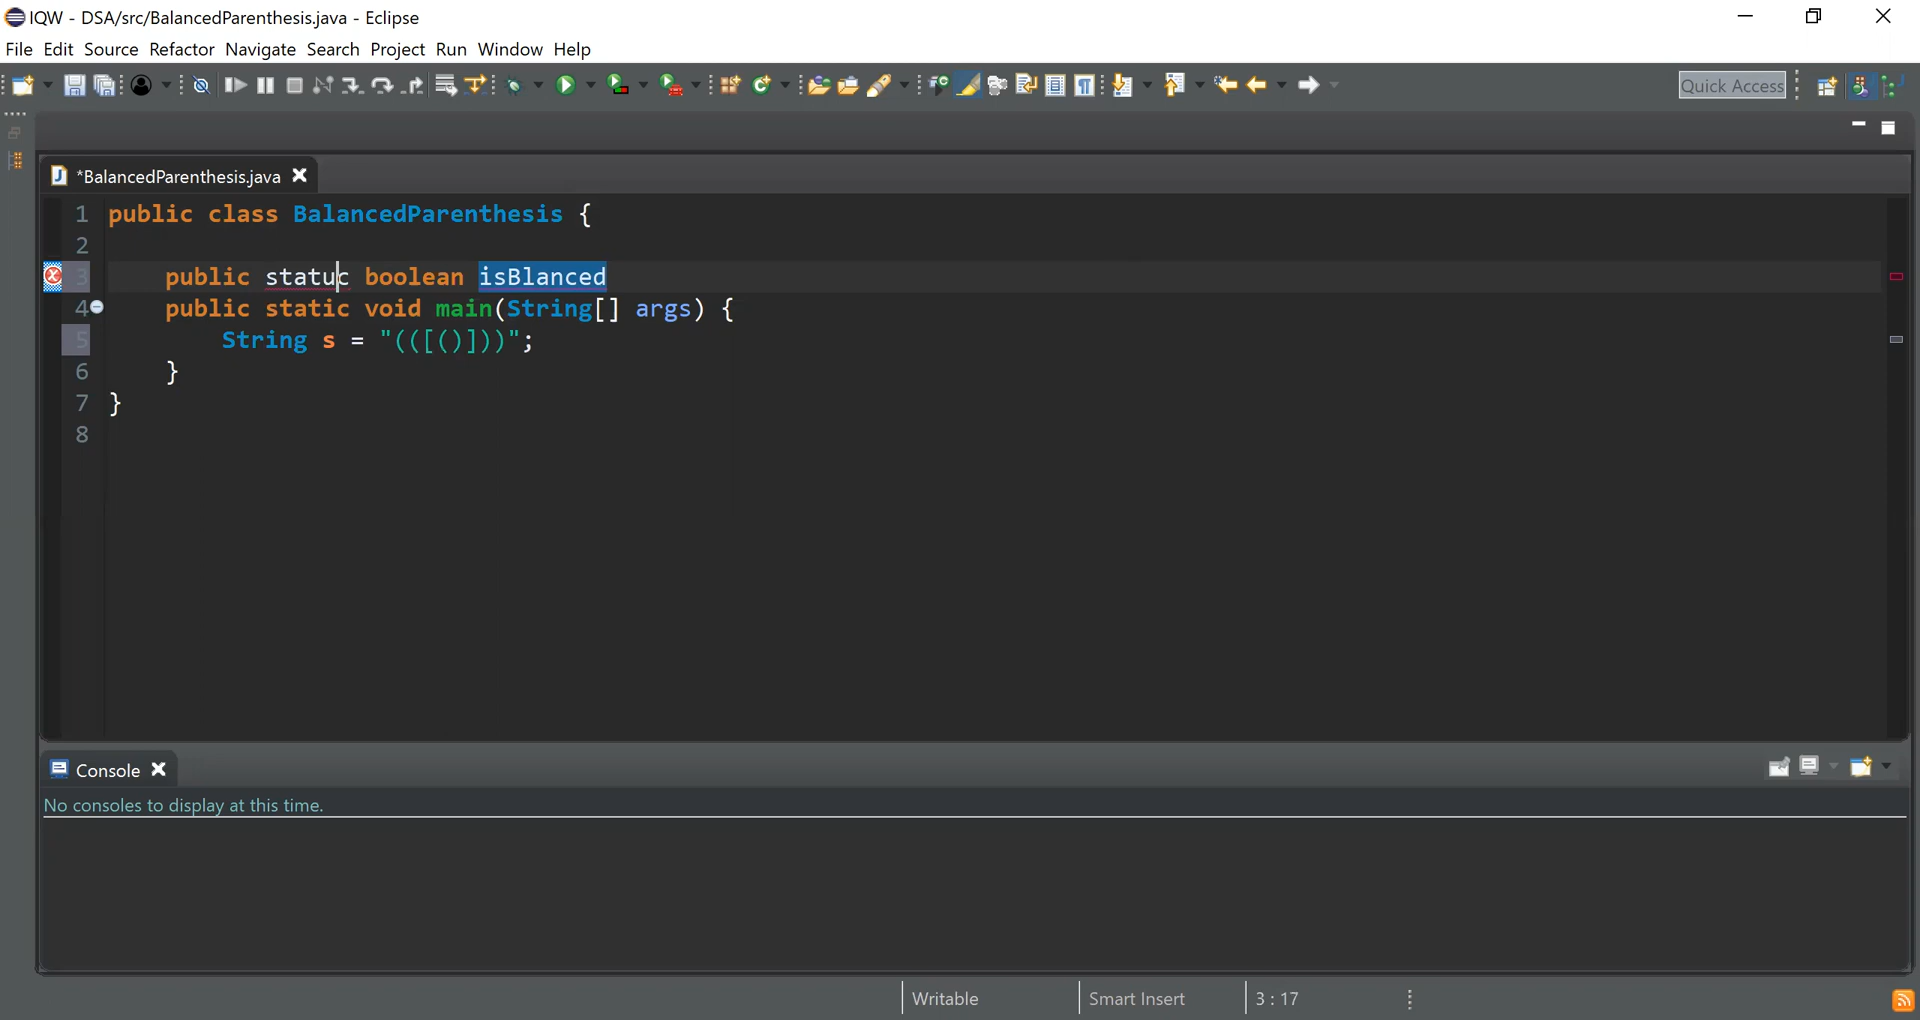 IQW - DSA/src/BalancedParenthesis.java - Eclipse
File Edit Source Refactor Navigate Search Project Run Window Help
Quick Access
*BalancedParenthesis.java
1 public class BalancedParenthesis {
2
3 public statuc boolean isBlanced
4 public static void main(String[] args) {
5 String s = "(([()]))";
6 }
7 }
8
Console
No consoles to display at this time.
Writable Smart Insert 3 : 17